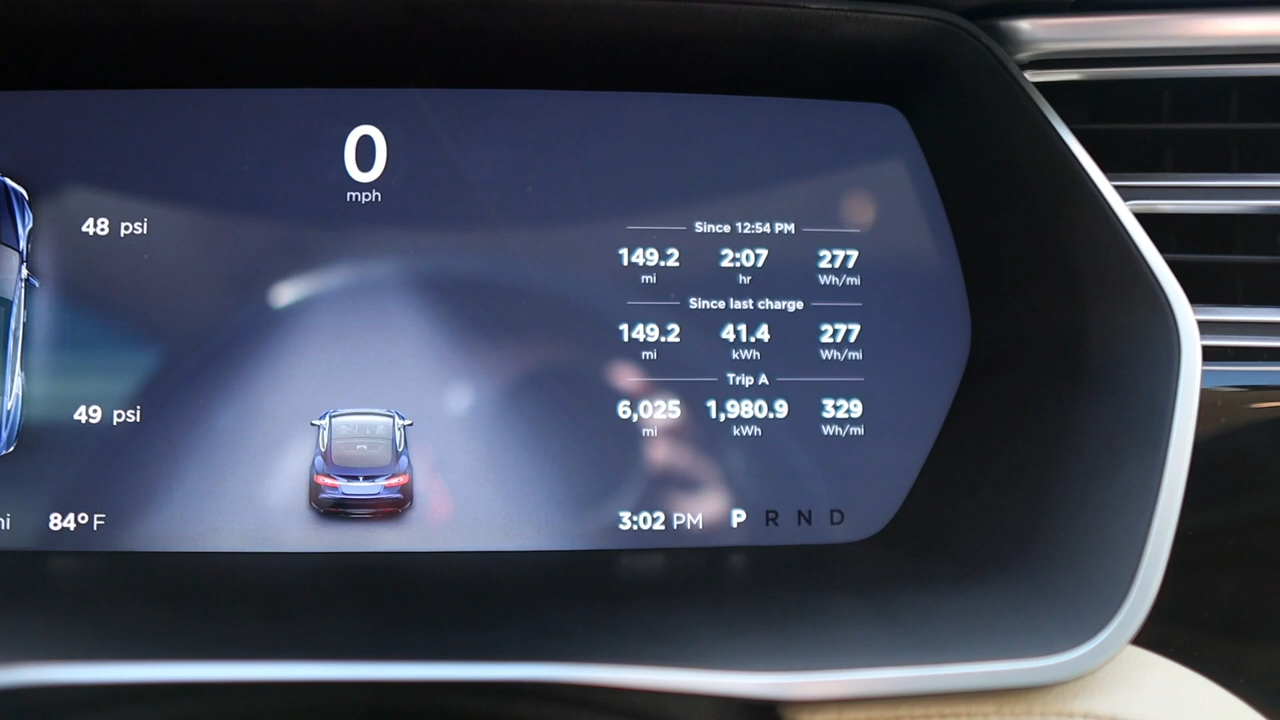 0
mph
48 psi
Since 12:54 PM
149.2 2:07 277
mi hr Wh/mi
Since last charge
149.2 41.4 277
mi kWh Wh/mi
Trip A
49 psi
6,025 1,980.9 329
mi kWh Wh/mi
84° F
3:02 PM P R N D